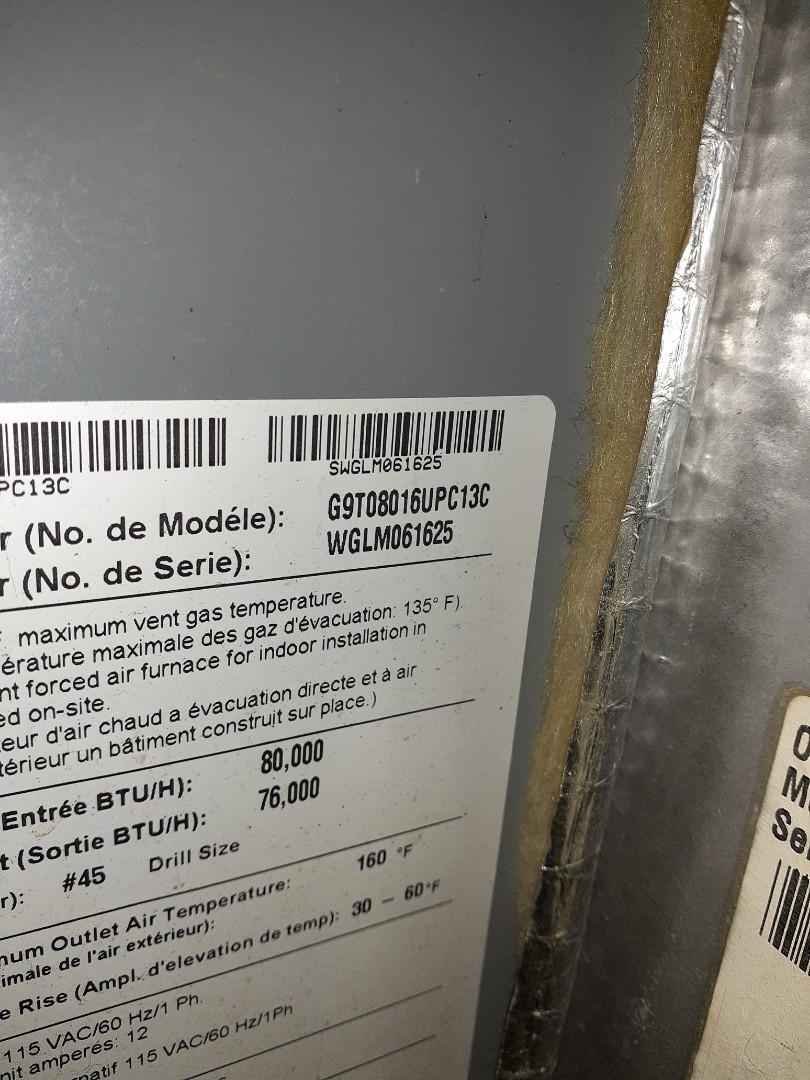 PC13C
SWGLM061625
r (No. de Modéle): G9T08016UPC13C
r (No. de Serie): WGLM061625
maximum vent gas temperature.
érature maximale des gaz d'évacuation: 135° F)
nt forced air furnace for indoor installation in
ed on-site.
eur d'air chaud a évacuation directe et à air
térieur un bâtiment construit sur place.)
Entrée BTU/H): 80,000
t (Sortie BTU/H): 76,000
r): #45 Drill Size
num Outlet Air Temperature: 160 °F
imale de l'air extérieur):
e Rise (Ampl. d'elevation de temp): 30 - 60°F
115 VAC/60 Hz/1 Ph.
nit amperes: 12
natif 115 VAC/60 Hz/1Ph
O
M
Se